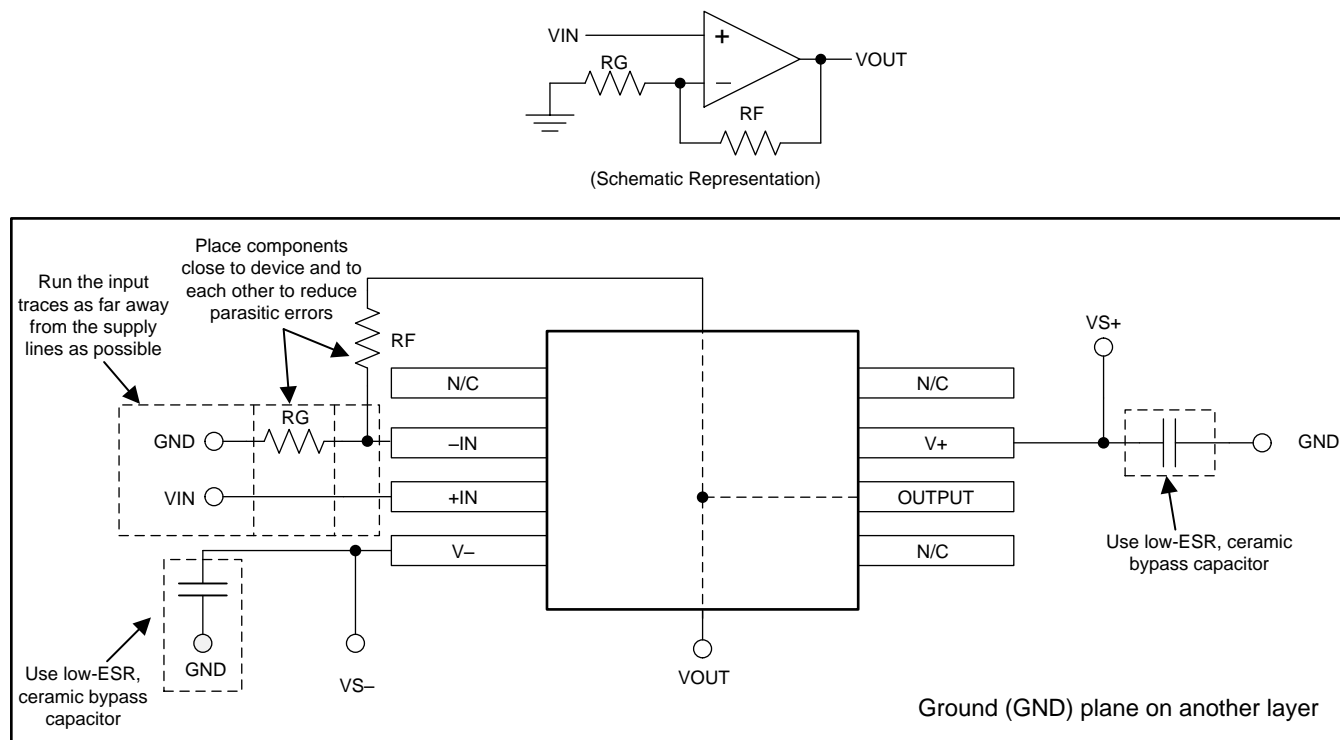 VIN
RG
+
−
VOUT
RF
(Schematic Representation)
Place components
close to device and to
each other to reduce
parasitic errors
Run the input
traces as far away
from the supply
lines as possible
RF
VS+
N/C
N/C
GND
RG
–IN
V+
GND
VIN
+IN
OUTPUT
V–
N/C
Use low-ESR, ceramic
bypass capacitor
GND
Use low-ESR,
ceramic bypass
capacitor
VS–
VOUT
Ground (GND) plane on another layer